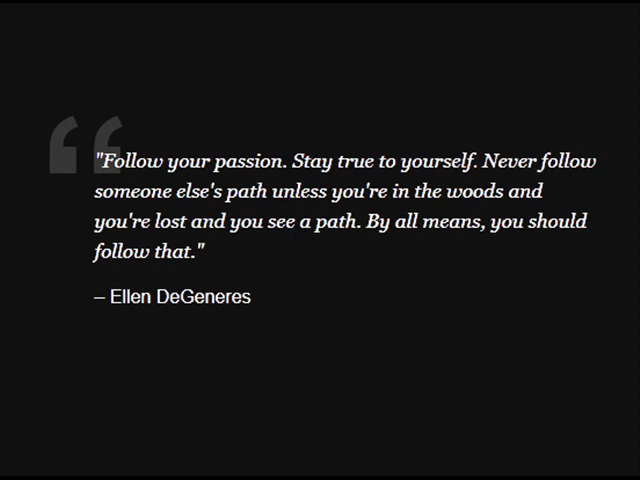 "Follow your passion. Stay true to yourself. Never follow
someone else's path unless you're in the woods and
you're lost and you see a path. By all means, you should
follow that."
– Ellen DeGeneres